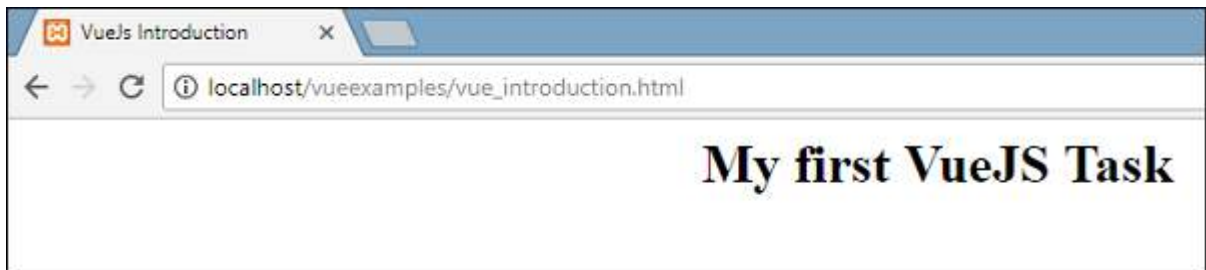 VueJs Introduction
localhost/vueexamples/vue_introduction.html
My first VueJS Task